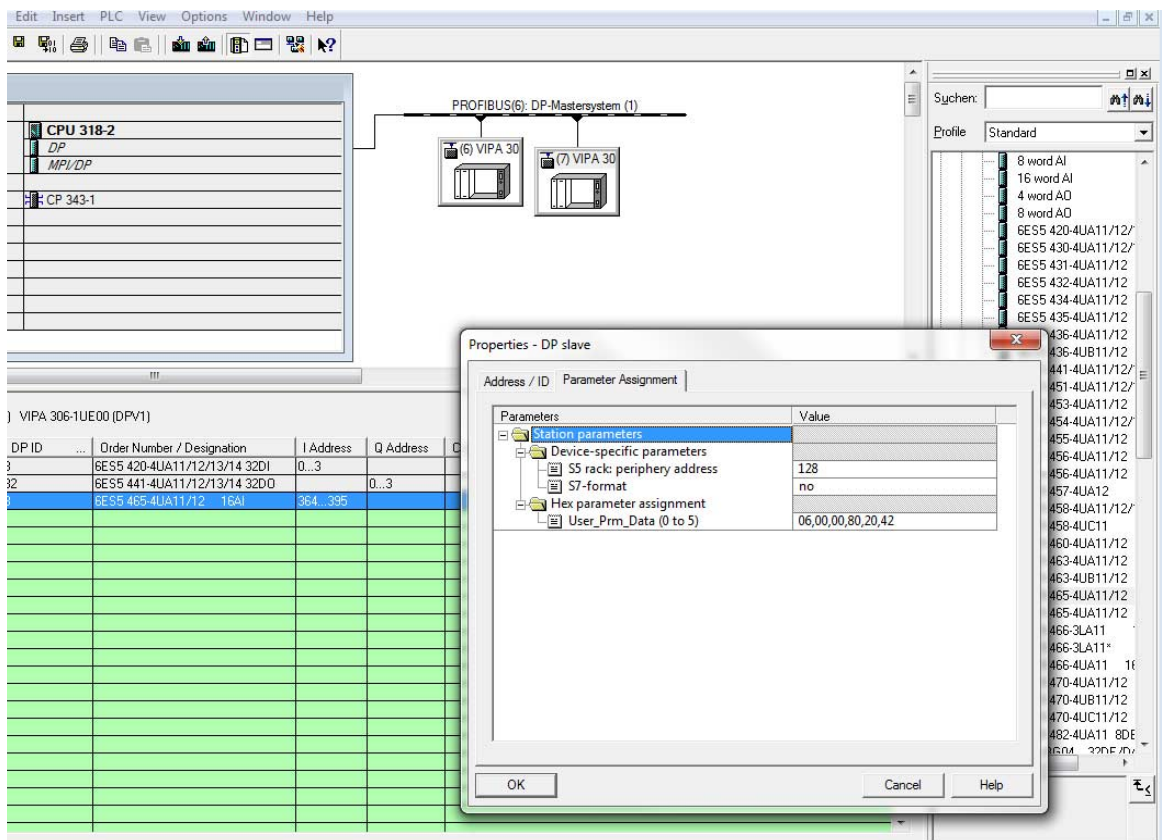 Edit Insert PLC View Options Window Help
PROFIBUS(6): DP-Mastersystem (1)
CPU 318-2
DP
MPI/DP
CP 343-1
(6) VIPA 30
(7) VIPA 30
Suchen:
Profile Standard
8 word AI
16 word AI
4 word AO
8 word AO
6ES5 420-4UA11/12/
6ES5 430-4UA11/12/
6ES5 431-4UA11/12
6ES5 432-4UA11/12
6ES5 434-4UA11/12
6ES5 435-4UA11/12
436-4UA11/12
436-4UB11/12
441-4UA11/12/
451-4UA11/12/
453-4UA11/12
454-4UA11/12/
455-4UA11/12
456-4UA11/12
456-4UA11/12
457-4UA12
458-4UA11/12/
458-4UC11
460-4UA11/12
463-4UA11/12
463-4UB11/12
465-4UA11/12
465-4UA11/12
466-3LA11
466-3LA11*
466-4UA11 16
470-4UA11/12
470-4UB11/12
470-4UC11/12
482-4UA11 8DE
) VIPA 306-1UE00 (DPV1)
DP ID ... Order Number / Designation I Address Q Address
6ES5 420-4UA11/12/13/14 32DI 0...3
6ES5 441-4UA11/12/13/14 32DO 0...3
6ES5 465-4UA11/12 16AI 364...395
Properties - DP slave
Address / ID Parameter Assignment
Parameters Value
Station parameters
Device-specific parameters
S5 rack: periphery address 128
S7-format no
Hex parameter assignment
User_Prm_Data (0 to 5) 06,00,00,80,20,42
OK Cancel Help